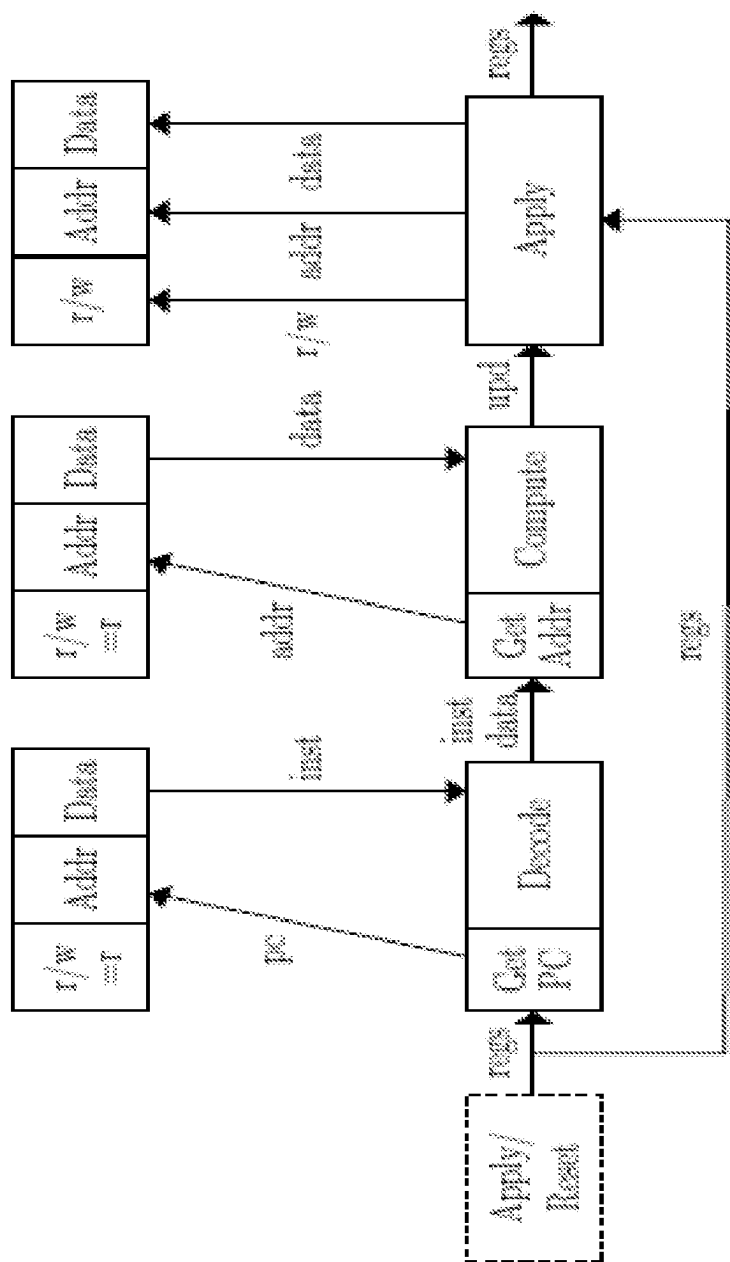 r/w
=r
Addr
Data
r/w
=r
Addr
Data
r/w
Addr
Data
pc
inst
addr
data
r/w
addr
data
Apply/
Reset
regs
Get
PC
Decode
inst
data
Get
Addr
Compute
upd
Apply
regs
regs